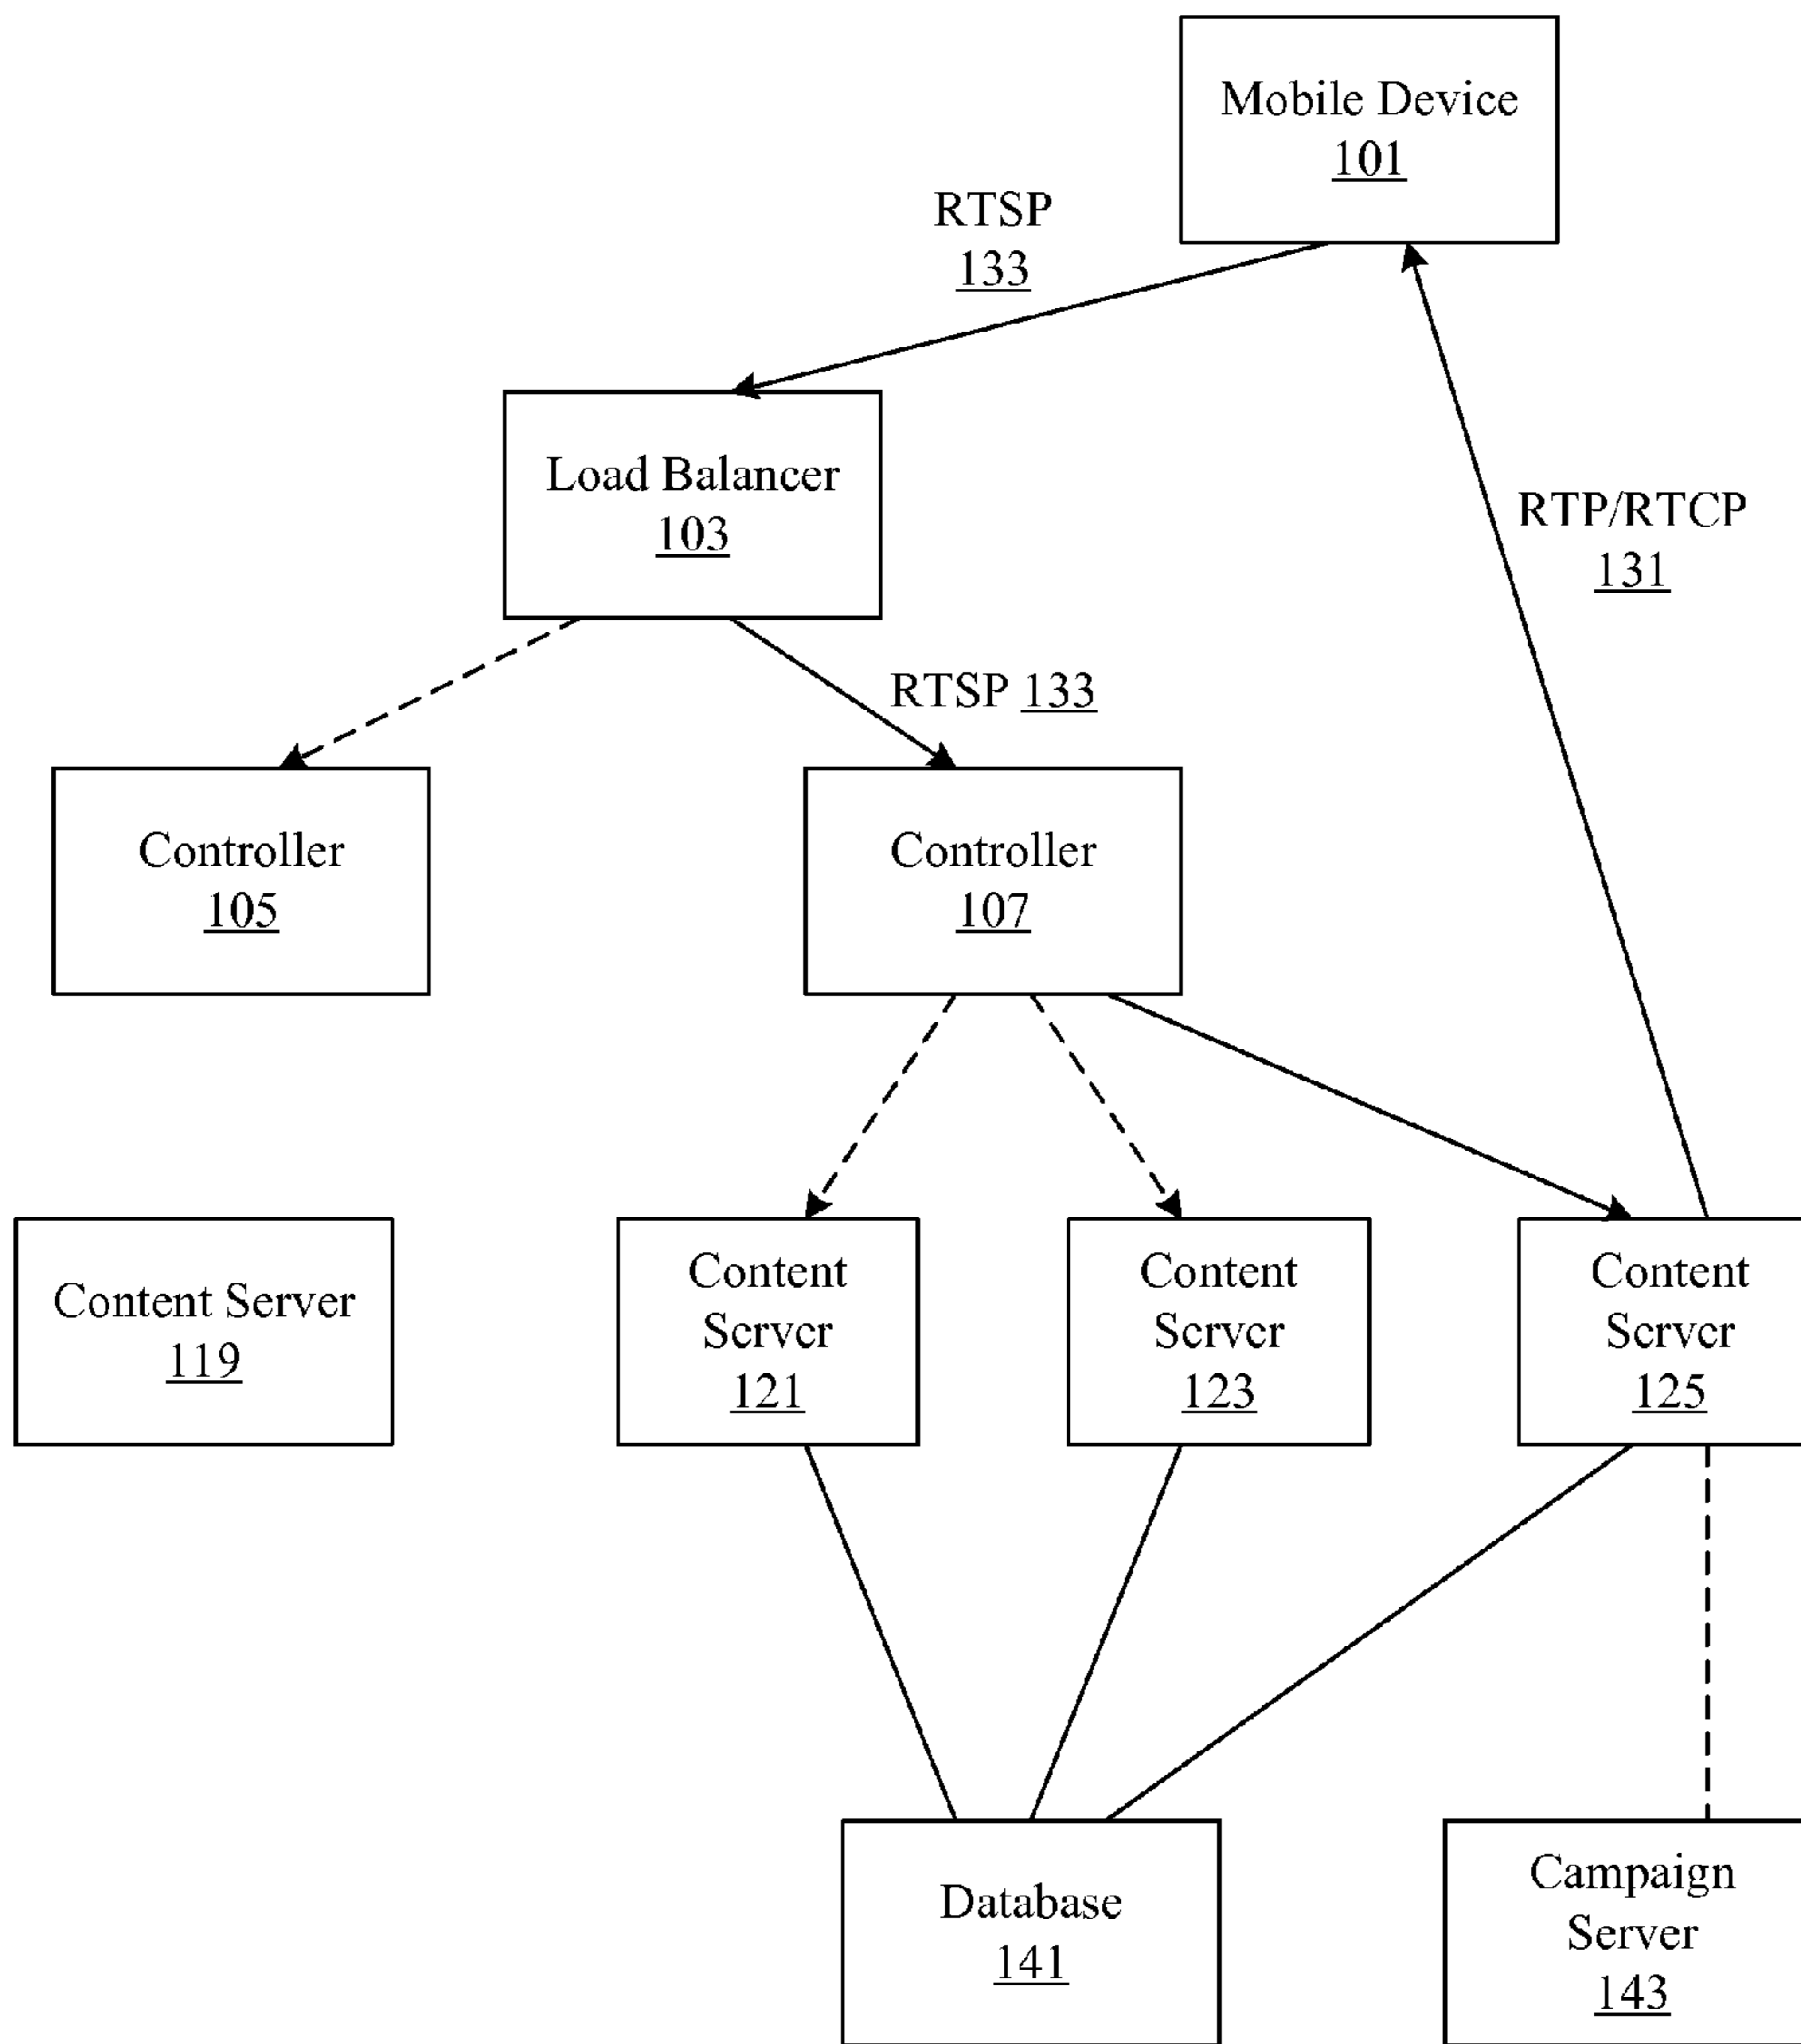 Mobile Device
101
RTSP
133
Load Balancer
103
RTP/RTCP
131
RTSP 133
Controller
105
Controller
107
Content Server
119
Content
Server
121
Content
Server
123
Content
Server
125
Database
141
Campaign
Server
143